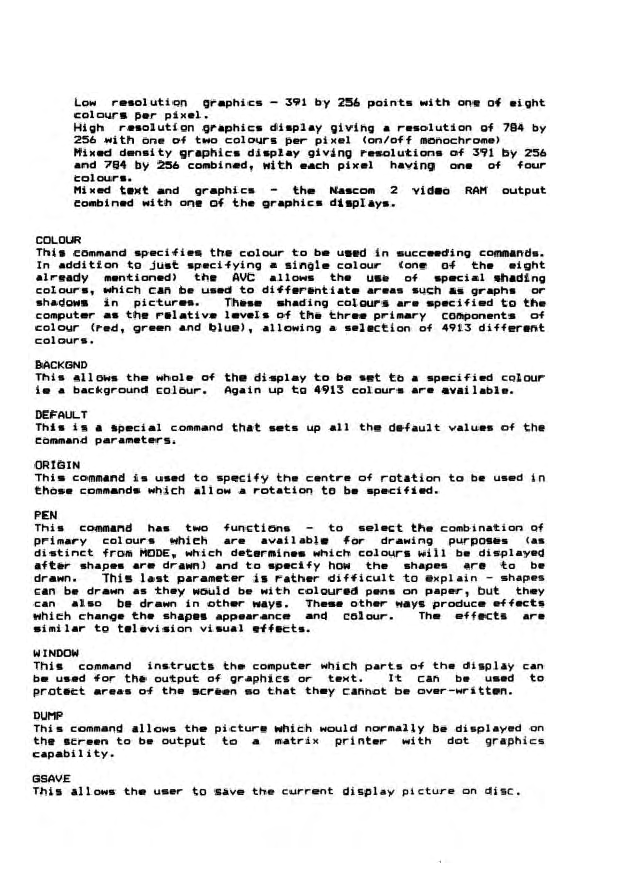 Low resolution graphics - 391 by 256 points with one of eight
colours per pixel.
High resolution graphics display giving a resolution of 784 by
256 with one of two colours per pixel (on/off monochrome)
Mixed density graphics display giving resolutions of 391 by 256
and 784 by 256 combined, with each pixel having one of four
colours.
Mixed text and graphics - the Nascom 2 video RAM output
combined with one of the graphics displays.
COLOUR
This command specifies the colour to be used in succeeding commands.
In addition to just specifying a single colour (one of the eight
already mentioned) the AVC allows the use of special shading
colours, which can be used to differentiate areas such as graphs or
shadows in pictures. These shading colours are specified to the
computer as the relative levels of the three primary components of
colour (red, green and blue), allowing a selection of 4913 different
colours.
BACKGND
This allows the whole of the display to be set to a specified colour
ie a background colour. Again up to 4913 colours are available.
DEFAULT
This is a special command that sets up all the default values of the
command parameters.
ORIGIN
This command is used to specify the centre of rotation to be used in
those commands which allow a rotation to be specified.
PEN
This command has two functions - to select the combination of
primary colours which are available for drawing purposes (as
distinct from MODE, which determines which colours will be displayed
after shapes are drawn) and to specify how the shapes are to be
drawn. This last parameter is rather difficult to explain - shapes
can be drawn as they would be with coloured pens on paper, but they
can also be drawn in other ways. These other ways produce effects
which change the shapes appearance and colour. The effects are
similar to television visual effects.
WINDOW
This command instructs the computer which parts of the display can
be used for the output of graphics or text. It can be used to
protect areas of the screen so that they cannot be over-written.
DUMP
This command allows the picture which would normally be displayed on
the screen to be output to a matrix printer with dot graphics
capability.
GSAVE
This allows the user to save the current display picture on disc.